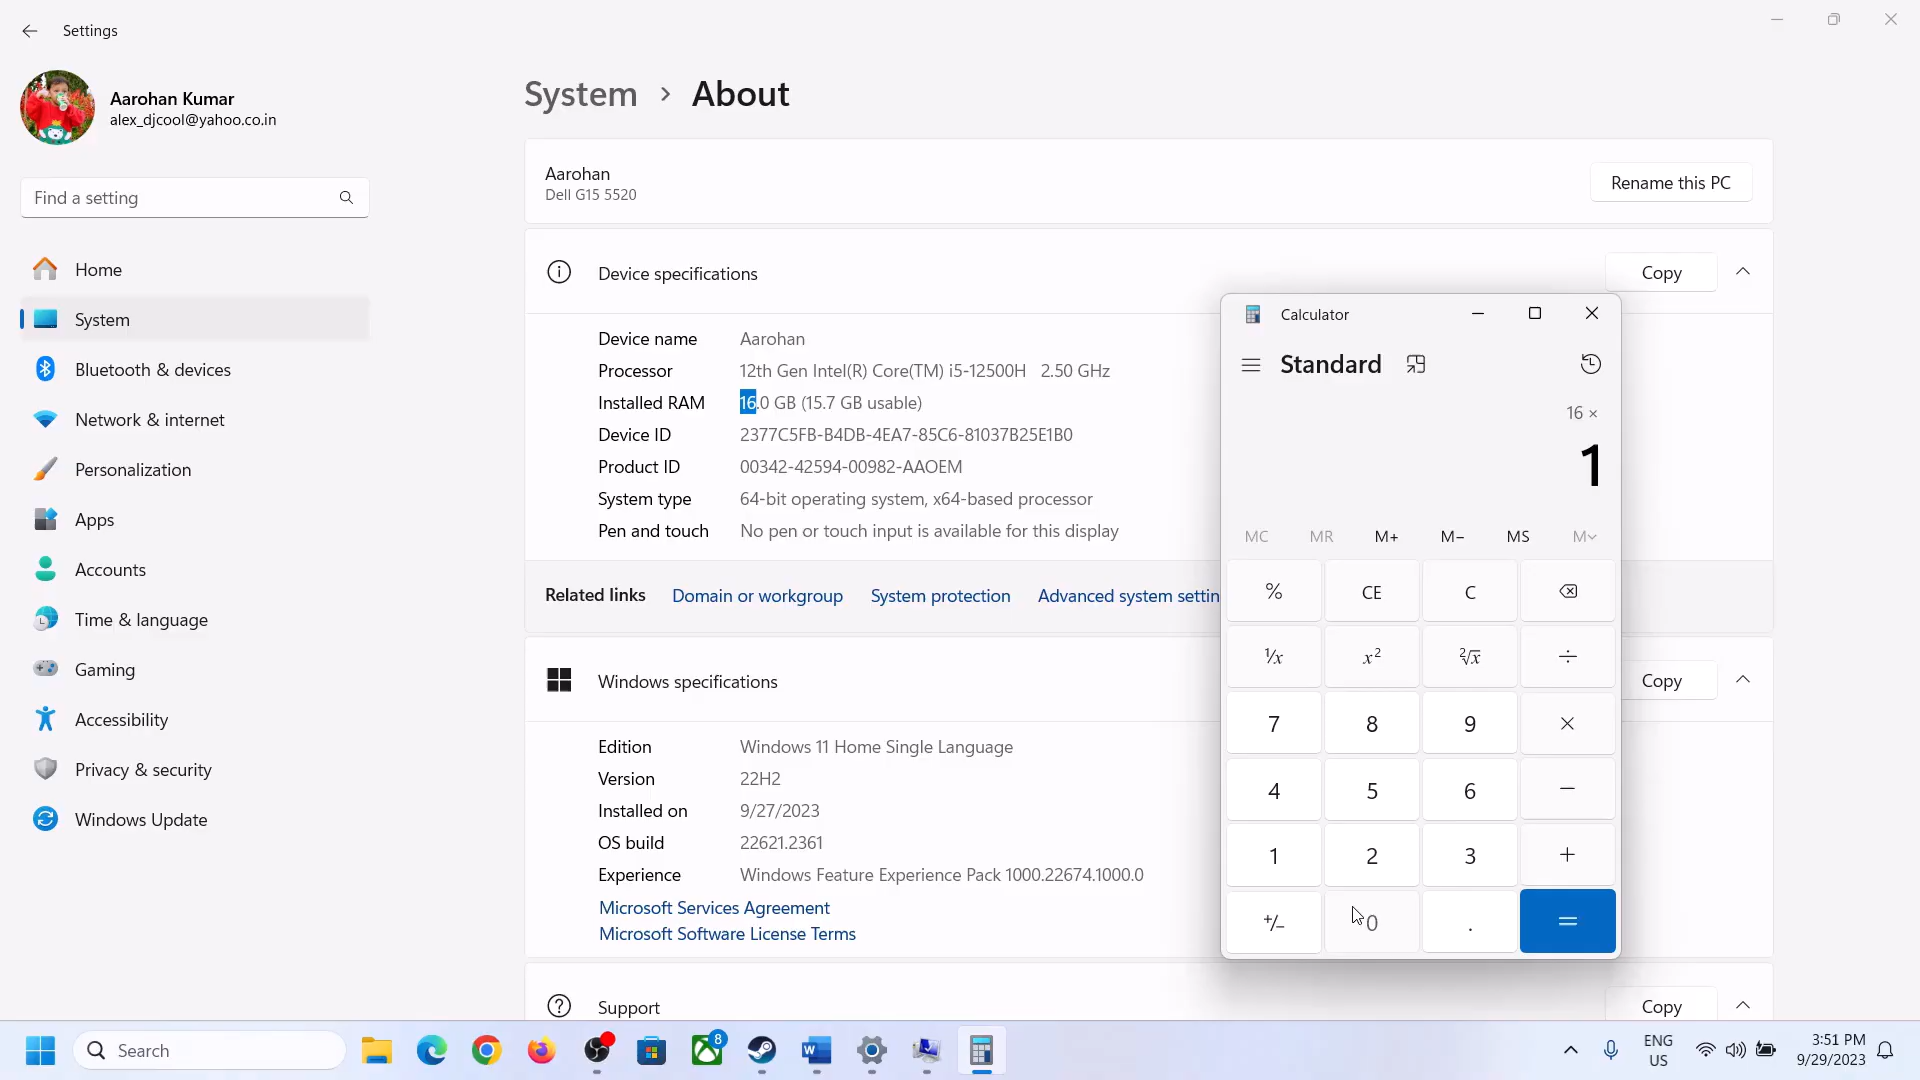 Settings
Aarohan Kumar
alex_djcool@yahoo.co.in
Find a setting
Home
System
Bluetooth & devices
Network & internet
Personalization
Apps
Accounts
Time & language
Gaming
Accessibility
Privacy & security
Windows Update
System > About
Aarohan
Dell G15 5520
Rename this PC
Device specifications
Copy
Device name Aarohan
Processor 12th Gen Intel(R) Core(TM) i5-12500H 2.50 GHz
Installed RAM 16.0 GB (15.7 GB usable)
Device ID 2377C5FB-B4DB-4EA7-85C6-81037B25E1B0
Product ID 00342-42594-00982-AAOEM
System type 64-bit operating system, x64-based processor
Pen and touch No pen or touch input is available for this display
Related links Domain or workgroup System protection Advanced system settin
Windows specifications
Copy
Edition Windows 11 Home Single Language
Version 22H2
Installed on 9/27/2023
OS build 22621.2361
Experience Windows Feature Experience Pack 1000.22674.1000.0
Microsoft Services Agreement
Microsoft Software License Terms
Support
Copy
Calculator
Standard
16 ×
1
MC MR M+ M− MS M
% CE C
¹⁄x x² ²√x ÷
7 8 9 ×
4 5 6 −
1 2 3 +
+/− 0 . =
Search
8
ENG
US
3:51 PM
9/29/2023